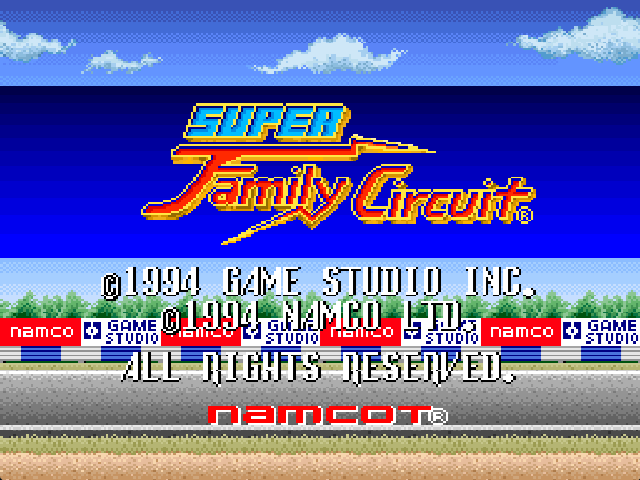 SUPER
Family Circuit®
©1994 GAME STUDIO INC.
©1994 NAMCO LTD.
namco GAME STUDIO namco GAME STUDIO namco GAME STUDIO namco GAME STUDIO
ALL RIGHTS RESERVED.
namcot®